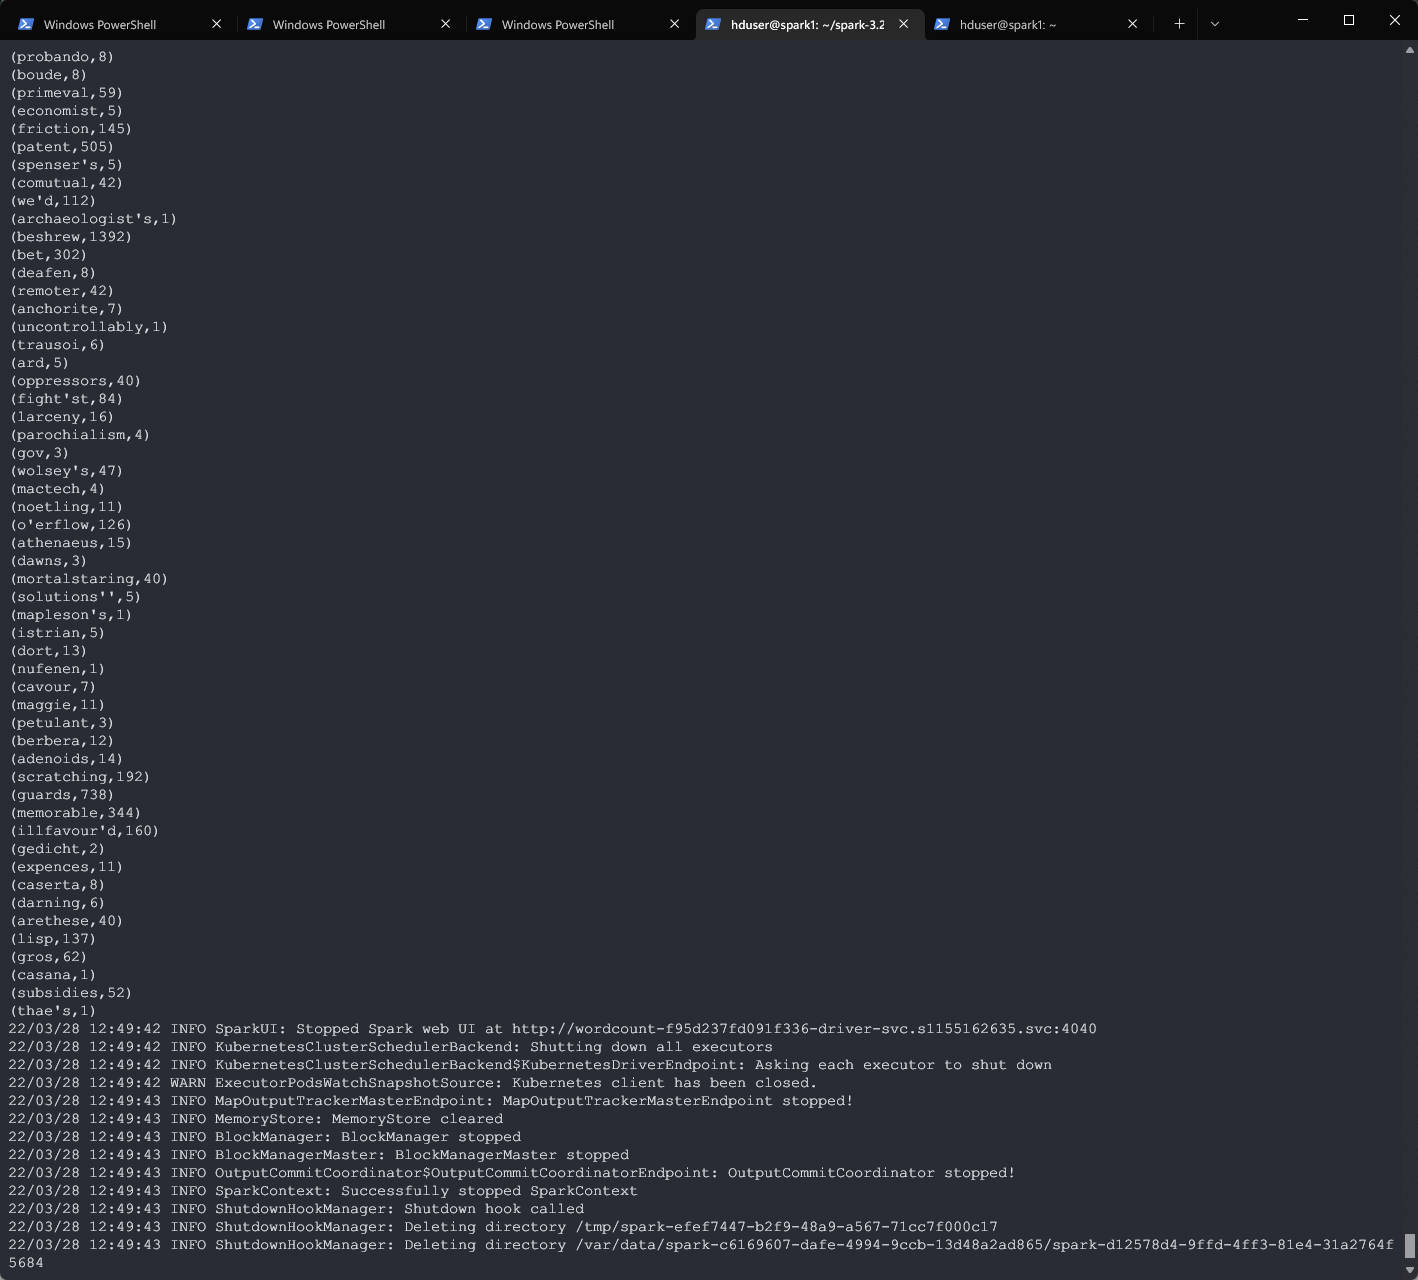 Windows PowerShell Windows PowerShell Windows PowerShell hduser@spark1: ~/spark-3.2 hduser@spark1: ~
(probando,8)
(boude,8)
(primeval,59)
(economist,5)
(friction,145)
(patent,505)
(spenser's,5)
(comutual,42)
(we'd,112)
(archaeologist's,1)
(beshrew,1392)
(bet,302)
(deafen,8)
(remoter,42)
(anchorite,7)
(uncontrollably,1)
(trausoi,6)
(ard,5)
(oppressors,40)
(fight'st,84)
(larceny,16)
(parochialism,4)
(gov,3)
(wolsey's,47)
(mactech,4)
(noetling,11)
(o'erflow,126)
(athenaeus,15)
(dawns,3)
(mortalstaring,40)
(solutions'',5)
(mapleson's,1)
(istrian,5)
(dort,13)
(nufenen,1)
(cavour,7)
(maggie,11)
(petulant,3)
(berbera,12)
(adenoids,14)
(scratching,192)
(guards,738)
(memorable,344)
(illfavour'd,160)
(gedicht,2)
(expences,11)
(caserta,8)
(darning,6)
(arethese,40)
(lisp,137)
(gros,62)
(casana,1)
(subsidies,52)
(thae's,1)
22/03/28 12:49:42 INFO SparkUI: Stopped Spark web UI at http://wordcount-f95d237fd091f336-driver-svc.s1155162635.svc:4040
22/03/28 12:49:42 INFO KubernetesClusterSchedulerBackend: Shutting down all executors
22/03/28 12:49:42 INFO KubernetesClusterSchedulerBackend$KubernetesDriverEndpoint: Asking each executor to shut down
22/03/28 12:49:42 WARN ExecutorPodsWatchSnapshotSource: Kubernetes client has been closed.
22/03/28 12:49:43 INFO MapOutputTrackerMasterEndpoint: MapOutputTrackerMasterEndpoint stopped!
22/03/28 12:49:43 INFO MemoryStore: MemoryStore cleared
22/03/28 12:49:43 INFO BlockManager: BlockManager stopped
22/03/28 12:49:43 INFO BlockManagerMaster: BlockManagerMaster stopped
22/03/28 12:49:43 INFO OutputCommitCoordinator$OutputCommitCoordinatorEndpoint: OutputCommitCoordinator stopped!
22/03/28 12:49:43 INFO SparkContext: Successfully stopped SparkContext
22/03/28 12:49:43 INFO ShutdownHookManager: Shutdown hook called
22/03/28 12:49:43 INFO ShutdownHookManager: Deleting directory /tmp/spark-efef7447-b2f9-48a9-a567-71cc7f000c17
22/03/28 12:49:43 INFO ShutdownHookManager: Deleting directory /var/data/spark-c6169607-dafe-4994-9ccb-13d48a2ad865/spark-d12578d4-9ffd-4ff3-81e4-31a2764f
5684